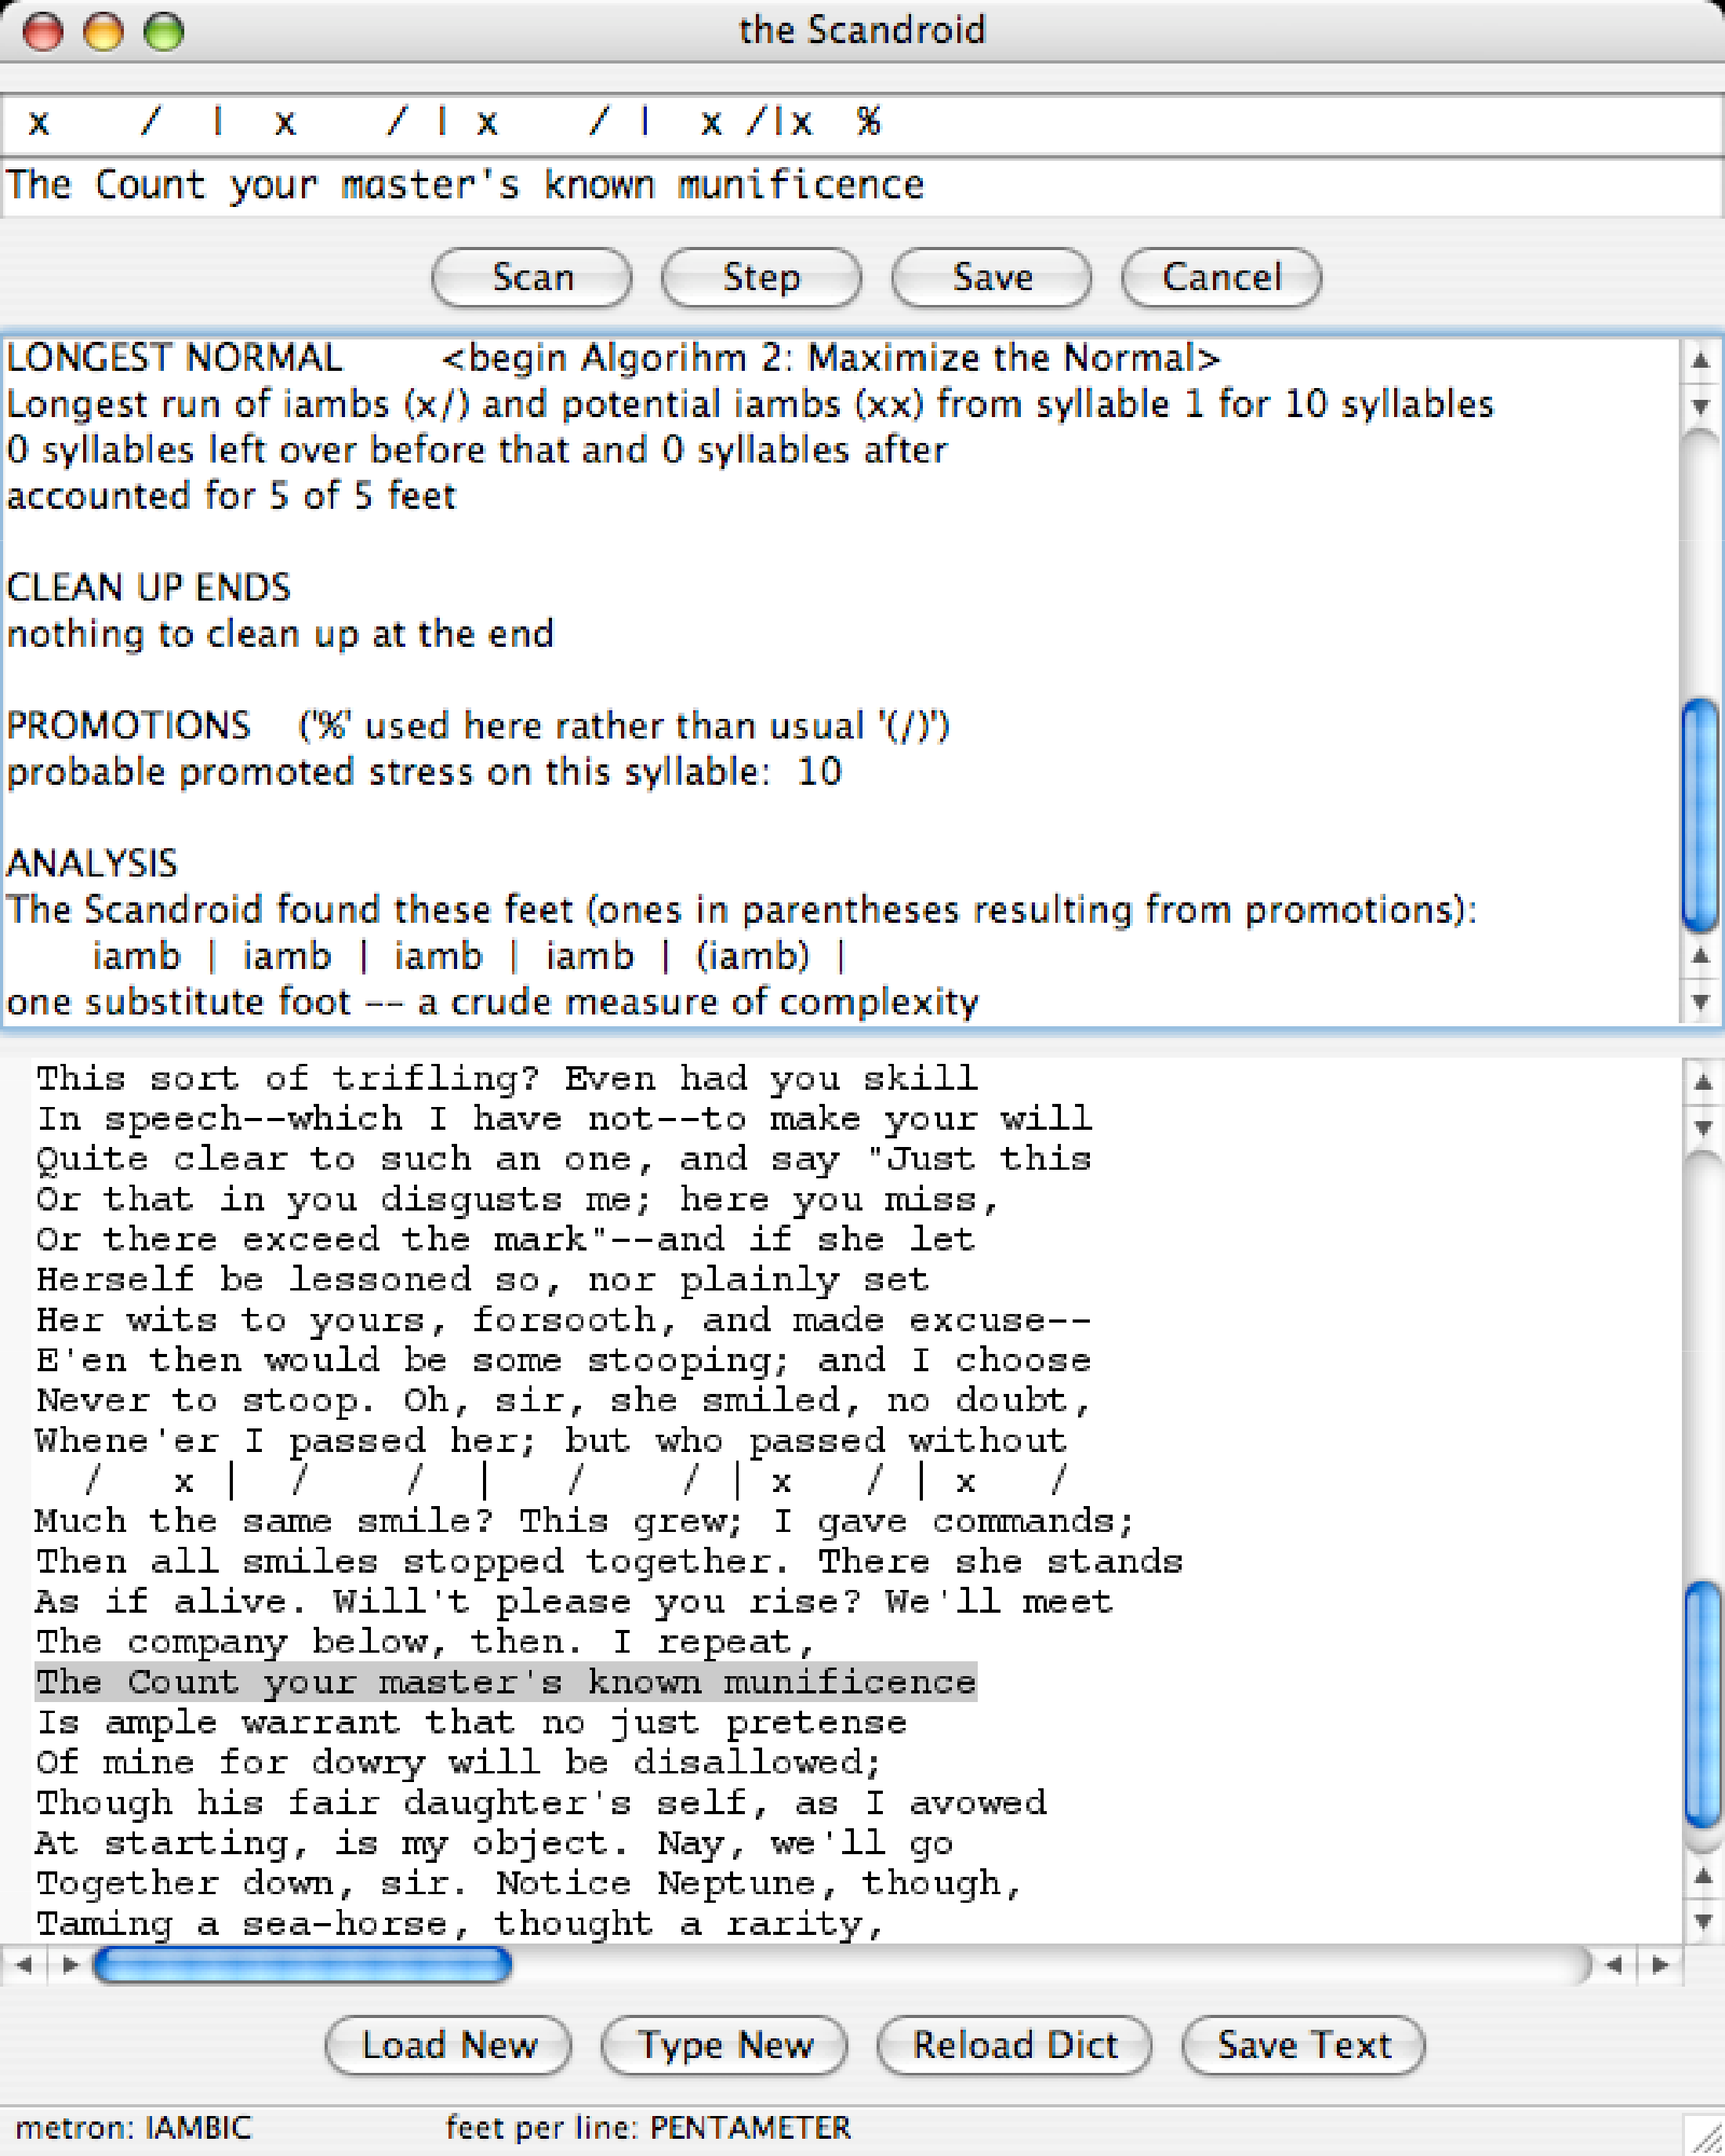 the Scandroid
x / | x / | x / | x /|x %
The Count your master's known munificence
Scan Step Save Cancel
LONGEST NORMAL <begin Algorihm 2: Maximize the Normal>
Longest run of iambs (x/) and potential iambs (xx) from syllable 1 for 10 syllables
0 syllables left over before that and 0 syllables after
accounted for 5 of 5 feet
CLEAN UP ENDS
nothing to clean up at the end
PROMOTIONS ('%' used here rather than usual '(/)')
probable promoted stress on this syllable: 10
ANALYSIS
The Scandroid found these feet (ones in parentheses resulting from promotions):
iamb | iamb | iamb | iamb | (iamb) |
one substitute foot -- a crude measure of complexity
This sort of trifling? Even had you skill
In speech--which I have not--to make your will
Quite clear to such an one, and say "Just this
Or that in you disgusts me; here you miss,
Or there exceed the mark"--and if she let
Herself be lessoned so, nor plainly set
Her wits to yours, forsooth, and made excuse--
E'en then would be some stooping; and I choose
Never to stoop. Oh, sir, she smiled, no doubt,
Whene'er I passed her; but who passed without
/ x | / / | / / | x / | x /
Much the same smile? This grew; I gave commands;
Then all smiles stopped together. There she stands
As if alive. Will't please you rise? We'll meet
The company below, then. I repeat,
The Count your master's known munificence
Is ample warrant that no just pretense
Of mine for dowry will be disallowed;
Though his fair daughter's self, as I avowed
At starting, is my object. Nay, we'll go
Together down, sir. Notice Neptune, though,
Taming a sea-horse, thought a rarity,
Load New Type New Reload Dict Save Text
metron: IAMBIC feet per line: PENTAMETER